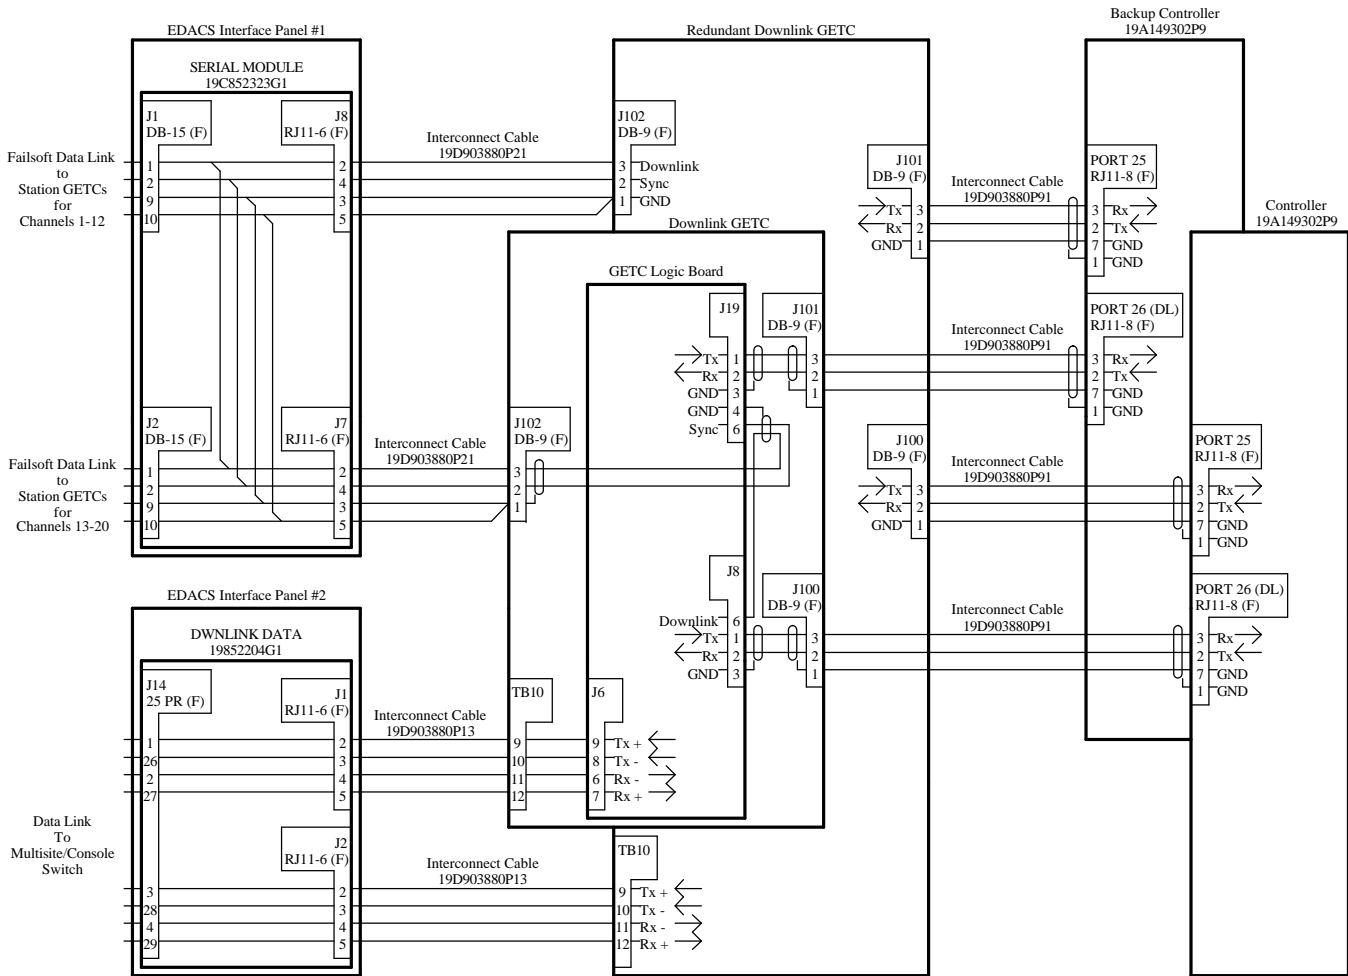 EDACS Interface Panel #1
SERIAL MODULE
19C852323G1
J1
DB-15 (F)
J8
RJ11-6 (F)
Failsoft Data Link
to
Station GETCs
for
Channels 1-12
1
2
9
10
2
4
3
5
Interconnect Cable
19D903880P21
J2
DB-15 (F)
J7
RJ11-6 (F)
Failsoft Data Link
to
Station GETCs
for
Channels 13-20
1
2
9
10
2
4
3
5
Interconnect Cable
19D903880P21
EDACS Interface Panel #2
DWNLINK DATA
19852204G1
J14
25 PR (F)
J1
RJ11-6 (F)
1
26
2
27
2
3
4
5
Interconnect Cable
19D903880P13
Data Link
To
Multisite/Console
Switch
J2
RJ11-6 (F)
3
28
4
29
2
3
4
5
Interconnect Cable
19D903880P13
Redundant Downlink GETC
J102
DB-9 (F)
3 Downlink
2 Sync
1 GND
J101
DB-9 (F)
Tx 3
Rx 2
GND 1
J100
DB-9 (F)
Tx 3
Rx 2
GND 1
TB10
9 Tx +
10 Tx -
11 Rx -
12 Rx +
Downlink GETC
J102
DB-9 (F)
3
2
1
TB10
9
10
11
12
J101
DB-9 (F)
3
2
1
J100
DB-9 (F)
3
2
1
GETC Logic Board
J19
Tx 1
Rx 2
GND 3
GND 4
Sync 6
J8
Downlink 6
Tx 1
Rx 2
GND 3
J6
9 Tx +
8 Tx -
6 Rx -
7 Rx +
Interconnect Cable
19D903880P91
Interconnect Cable
19D903880P91
Interconnect Cable
19D903880P91
Interconnect Cable
19D903880P91
Backup Controller
19A149302P9
PORT 25
RJ11-8 (F)
3 Rx
2 Tx
7 GND
1 GND
PORT 26 (DL)
RJ11-8 (F)
3 Rx
2 Tx
7 GND
1 GND
Controller
19A149302P9
PORT 25
RJ11-8 (F)
3 Rx
2 Tx
7 GND
1 GND
PORT 26 (DL)
RJ11-8 (F)
3 Rx
2 Tx
7 GND
1 GND